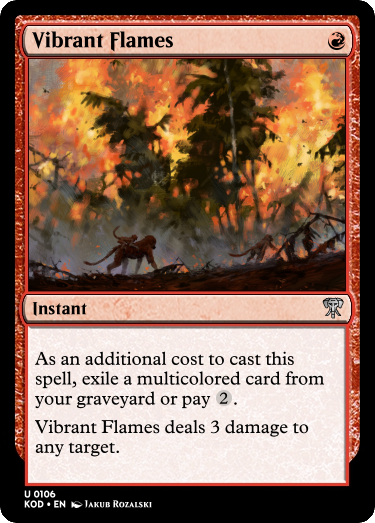 Vibrant Flames
Instant
As an additional cost to cast this
spell, exile a multicolored card from
your graveyard or pay 2.
Vibrant Flames deals 3 damage to
any target.
U 0106
KOD • EN Jakub Rozalski